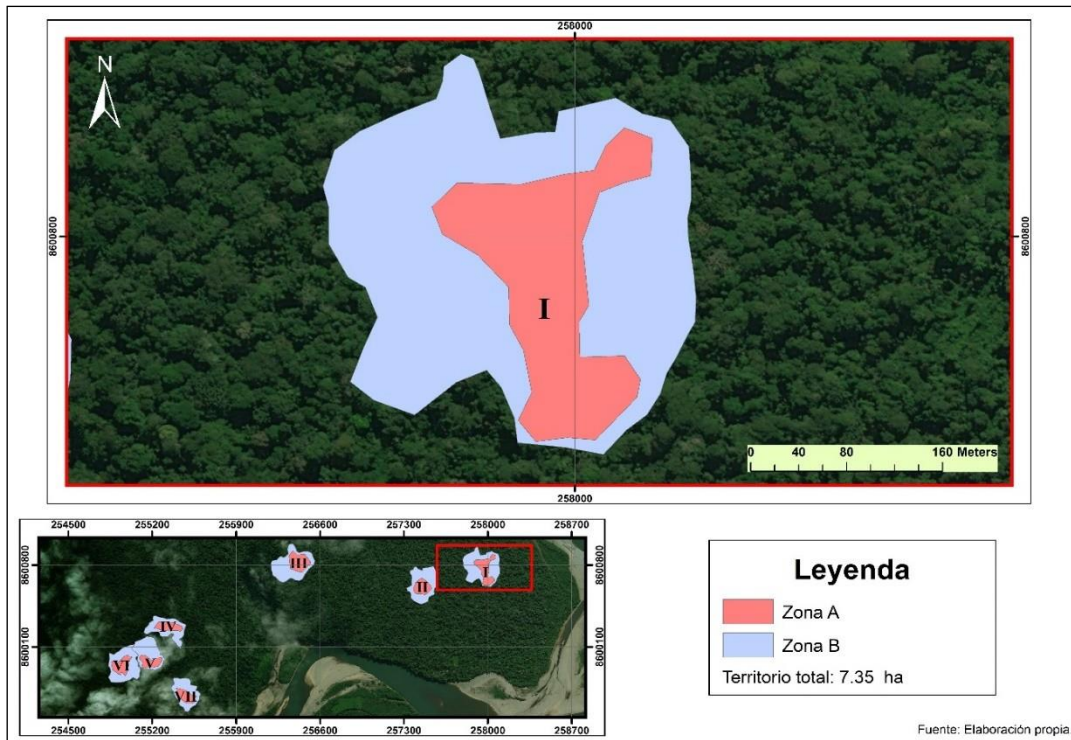 258000
N
8600800
8600800
I
0 40 80 160 Meters
258000
254500 255200 255900 256600 257300 258000 258700
8600800
8600800
III
I
II
IV
8600100
8600100
VI
V
VII
254500 255200 255900 256600 257300 258000 258700
Leyenda
Zona A
Zona B
Territorio total: 7.35 ha
Fuente: Elaboración propia